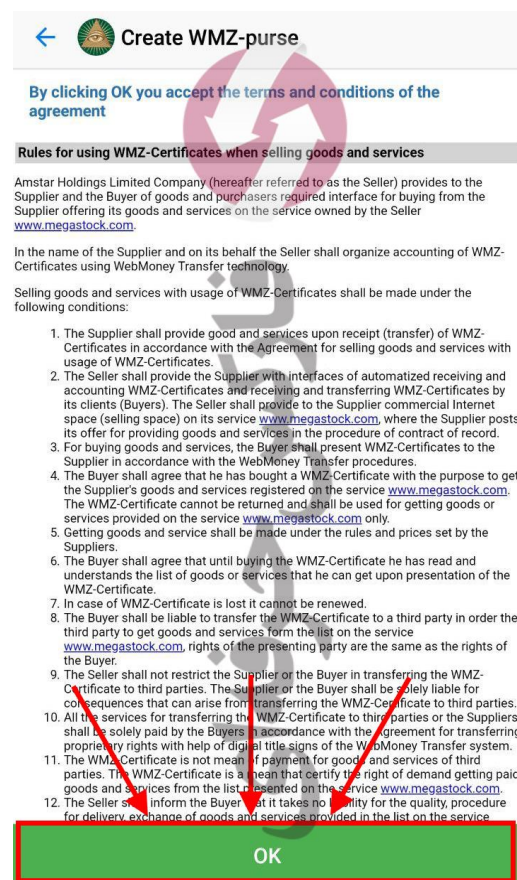 Create WMZ-purse
By clicking OK you accept the terms and conditions of the
agreement
Rules for using WMZ-Certificates when selling goods and services
Amstar Holdings Limited Company (hereafter referred to as the Seller) provides to the
Supplier and the Buyer of goods and purchasers required interface for buying from the
Supplier offering its goods and services on the service owned by the Seller
www.megastock.com.
In the name of the Supplier and on its behalf the Seller shall organize accounting of WMZ-
Certificates using WebMoney Transfer technology.
Selling goods and services with usage of WMZ-Certificates shall be made under the
following conditions:
1. The Supplier shall provide good and services upon receipt (transfer) of WMZ-
Certificates in accordance with the Agreement for selling goods and services with
usage of WMZ-Certificates.
2. The Seller shall provide the Supplier with interfaces of automatized receiving and
accounting WMZ-Certificates and receiving and transferring WMZ-Certificates by
its clients (Buyers). The Seller shall provide to the Supplier commercial Internet
space (selling space) on its service www.megastock.com, where the Supplier posts
its offer for providing goods and services in the procedure of contract of record.
3. For buying goods and services, the Buyer shall present WMZ-Certificates to the
Supplier in accordance with the WebMoney Transfer procedures.
4. The Buyer shall agree that he has bought a WMZ-Certificate with the purpose to get
the Supplier's goods and services registered on the service www.megastock.com.
The WMZ-Certificate cannot be returned and shall be used for getting goods or
services provided on the service www.megastock.com only.
5. Getting goods and service shall be made under the rules and prices set by the
Suppliers.
6. The Buyer shall agree that until buying the WMZ-Certificate he has read and
understands the list of goods or services that he can get upon presentation of the
WMZ-Certificate.
7. In case of WMZ-Certificate is lost it cannot be renewed.
8. The Buyer shall be liable to transfer the WMZ-Certificate to a third party in order the
third party to get goods and services form the list on the service
www.megastock.com, rights of the presenting party are the same as the rights of
the Buyer.
9. The Seller shall not restrict the Supplier or the Buyer in transferring the WMZ-
Certificate to third parties. The Supplier or the Buyer shall be solely liable for
consequences that can arise from transferring the WMZ-Certificate to third parties.
10. All the services for transferring the WMZ-Certificate to third parties or the Suppliers
shall be solely paid by the Buyers in accordance with the Agreement for transferring
proprietary rights with help of digital title signs of the WebMoney Transfer system.
11. The WMZ-Certificate is not mean of payment for goods and services of third
parties. The WMZ-Certificate is a mean that certify the right of demand getting paid
goods and services from the list presented on the service www.megastock.com.
12. The Seller shall inform the Buyer that it takes no liability for the quality, procedure
for delivery, exchange of goods and services provided in the list on the service
OK